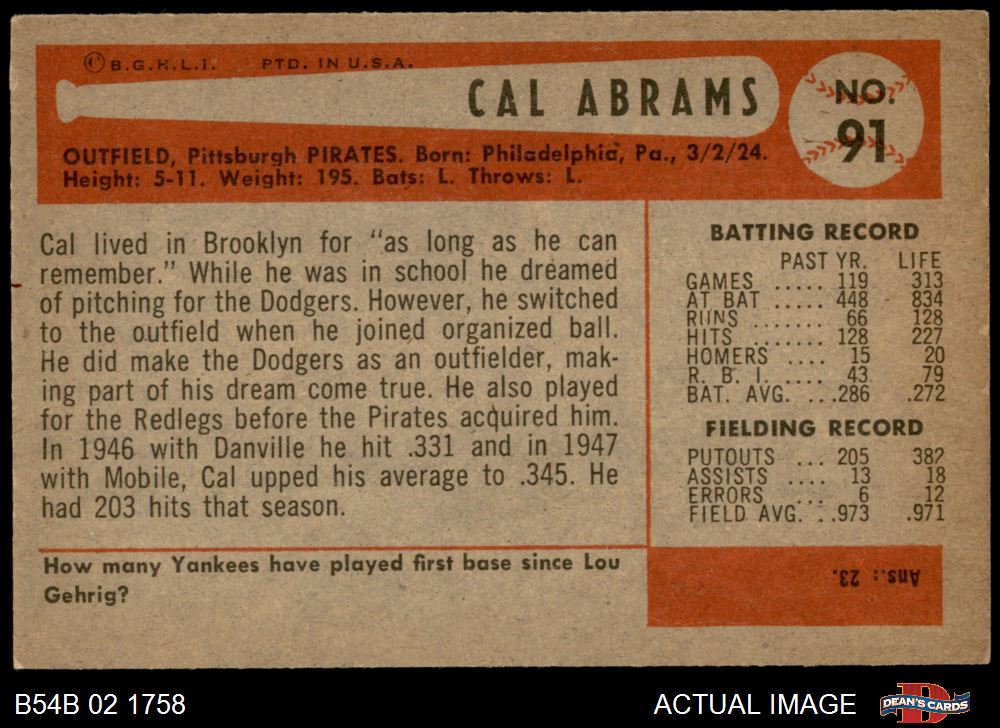 © B.G.H.L.I. PTD. IN U.S.A.
CAL ABRAMS
NO.
91
OUTFIELD, Pittsburgh PIRATES. Born: Philadelphia, Pa., 3/2/24.
Height: 5-11. Weight: 195. Bats: L. Throws: L.
Cal lived in Brooklyn for "as long as he can
remember." While he was in school he dreamed
of pitching for the Dodgers. However, he switched
to the outfield when he joined organized ball.
He did make the Dodgers as an outfielder, mak-
ing part of his dream come true. He also played
for the Redlegs before the Pirates acquired him.
In 1946 with Danville he hit .331 and in 1947
with Mobile, Cal upped his average to .345. He
had 203 hits that season.
BATTING RECORD
PAST YR. LIFE
GAMES ..... 119 313
AT BAT ..... 448 834
RUNS ....... 66 128
HITS ....... 128 227
HOMERS .... 15 20
R. B. I. .... 43 79
BAT. AVG. ... .286 .272
FIELDING RECORD
PUTOUTS ... 205 382
ASSISTS .... 13 18
ERRORS .... 6 12
FIELD AVG. . .973 .971
How many Yankees have played first base since Lou
Gehrig?
Ans.: 23.
B54B 02 1758
ACTUAL IMAGE
D
DEAN'S CARDS